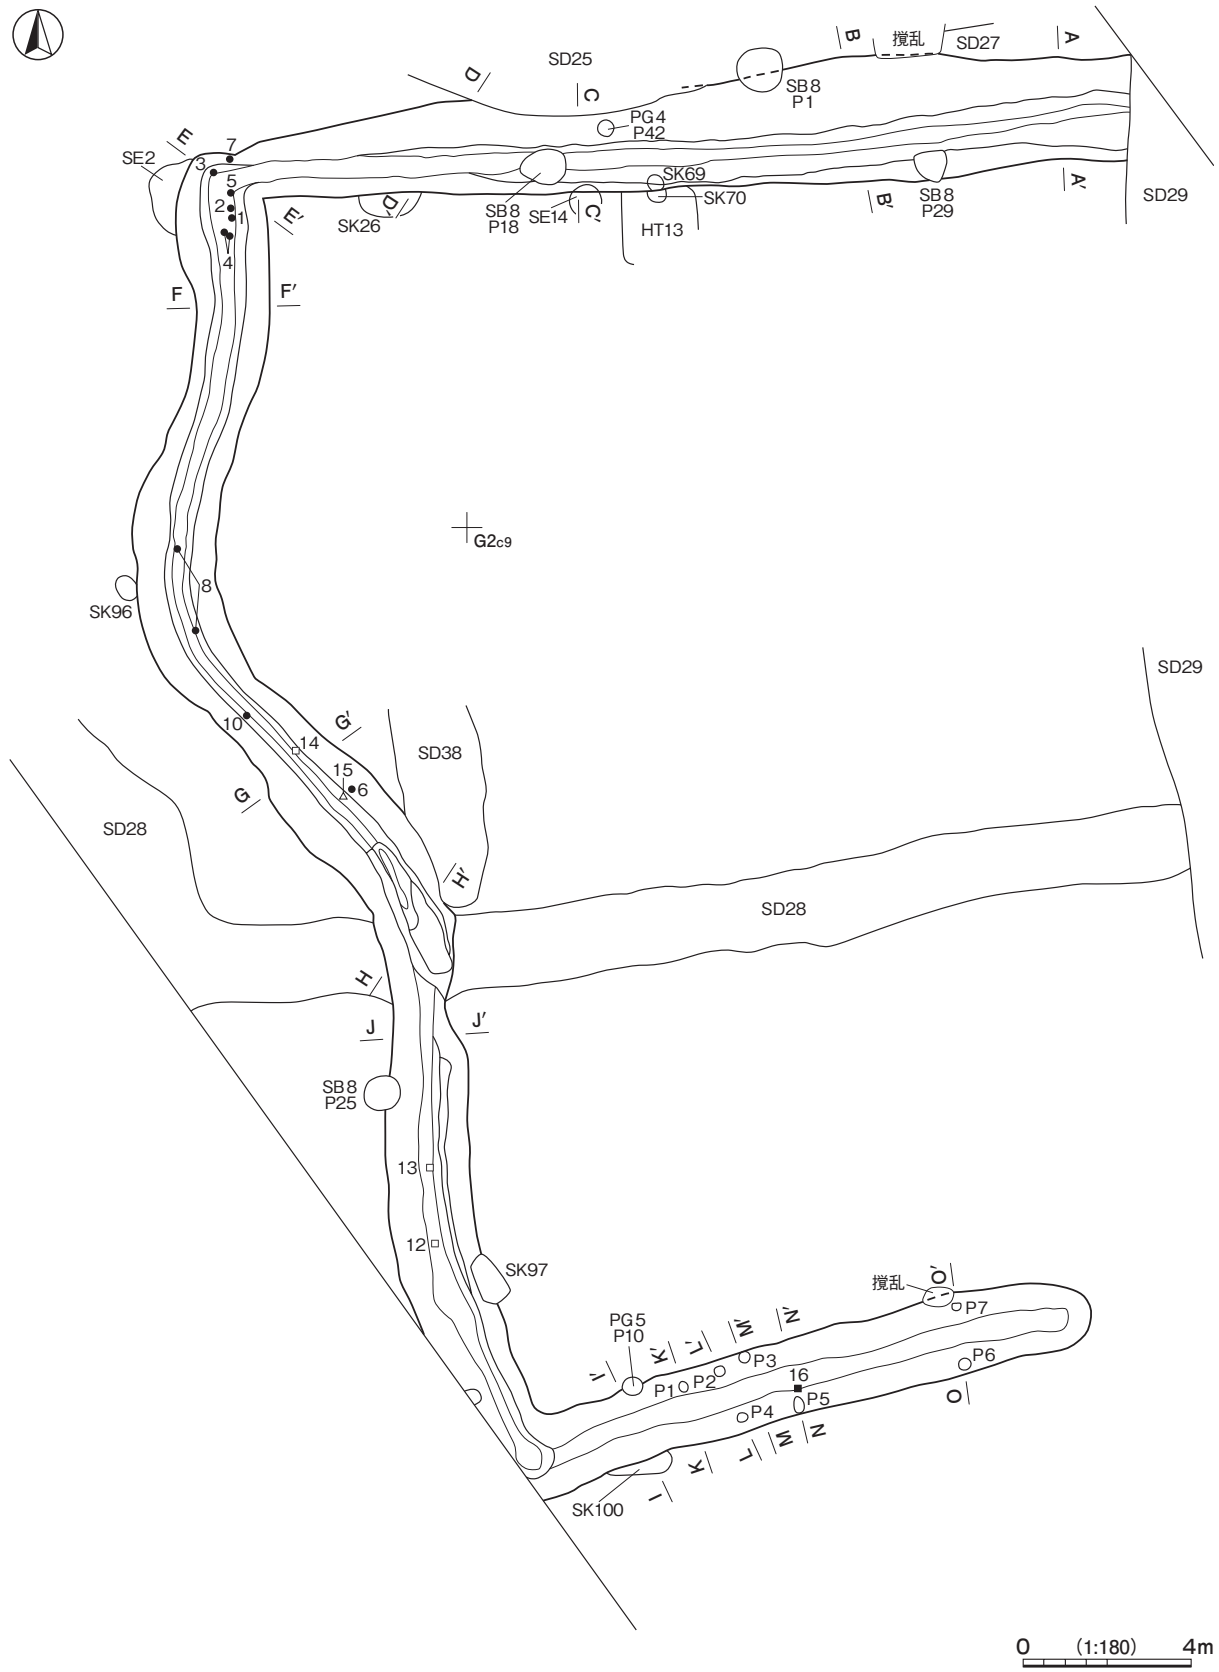 SD25
D
C
B
撹乱
SD27
A
SB8
P1
PG4
P42
E
7
SE2
3
5
2
1
4
SK69
SK70
SB8
P18
SE14
C′
HT13
D′
SK26
E′
B′
SB8
P29
A′
SD29
F
F′
G2c9
8
SK96
SD29
10
14
G′
SD38
15
6
G
SD28
H′
SD28
H
J
J′
SB8
P25
13
12
SK97
撹乱
O′
P7
PG5
P10
I′
K′
L′
M′
N′
P1
P2
P3
16
P6
P4
P5
O
N
M
L
K
I
SK100
0
(1:180)
4m